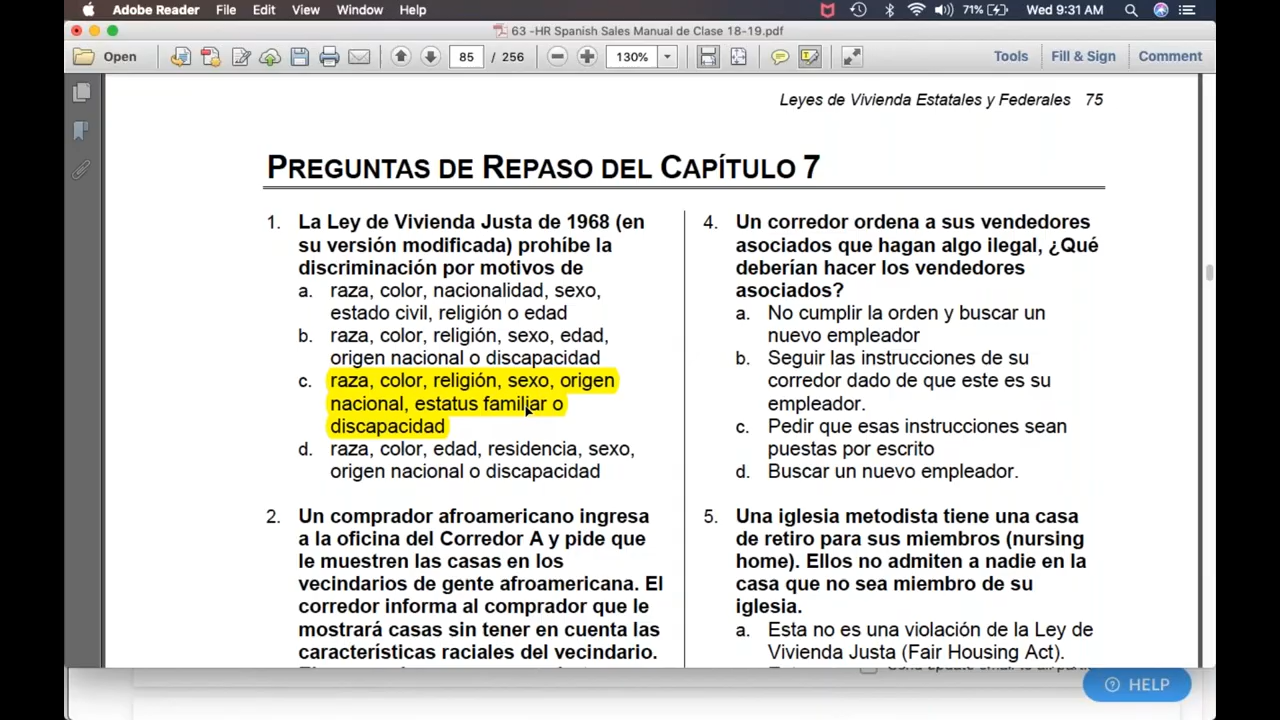 Adobe Reader File Edit View Window Help 71% Wed 9:31 AM
63 -HR Spanish Sales Manual de Clase 18-19.pdf
Open 85 / 256 130% Tools Fill & Sign Comment
Leyes de Vivienda Estatales y Federales 75
PREGUNTAS DE REPASO DEL CAPÍTULO 7
1. La Ley de Vivienda Justa de 1968 (en
su versión modificada) prohíbe la
discriminación por motivos de
a. raza, color, nacionalidad, sexo,
estado civil, religión o edad
b. raza, color, religión, sexo, edad,
origen nacional o discapacidad
c. raza, color, religión, sexo, origen
nacional, estatus familiar o
discapacidad
d. raza, color, edad, residencia, sexo,
origen nacional o discapacidad
2. Un comprador afroamericano ingresa
a la oficina del Corredor A y pide que
le muestren las casas en los
vecindarios de gente afroamericana. El
corredor informa al comprador que le
mostrará casas sin tener en cuenta las
características raciales del vecindario.
4. Un corredor ordena a sus vendedores
asociados que hagan algo ilegal, ¿Qué
deberían hacer los vendedores
asociados?
a. No cumplir la orden y buscar un
nuevo empleador
b. Seguir las instrucciones de su
corredor dado de que este es su
empleador.
c. Pedir que esas instrucciones sean
puestas por escrito
d. Buscar un nuevo empleador.
5. Una iglesia metodista tiene una casa
de retiro para sus miembros (nursing
home). Ellos no admiten a nadie en la
casa que no sea miembro de su
iglesia.
a. Esta no es una violación de la Ley de
Vivienda Justa (Fair Housing Act).
HELP